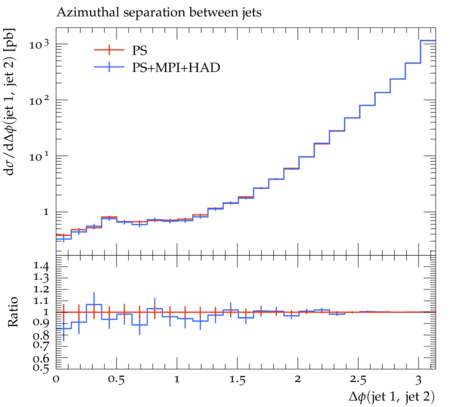 Azimuthal separation between jets
dσ/dΔϕ(jet 1, jet 2) [pb]
10³
10²
10¹
1
PS
PS+MPI+HAD
Ratio
1.4
1.3
1.2
1.1
1
0.9
0.8
0.7
0.6
0.5
0 0.5 1 1.5 2 2.5 3
Δϕ(jet 1, jet 2)